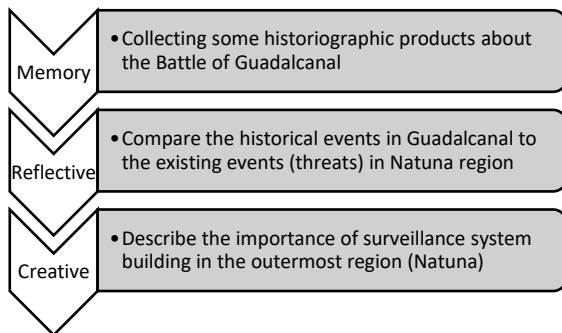 Memory
•Collecting some historiographic products about
the Battle of Guadalcanal
Reflective
•Compare the historical events in Guadalcanal to
the existing events (threats) in Natuna region
Creative
•Describe the importance of surveillance system
building in the outermost region (Natuna)